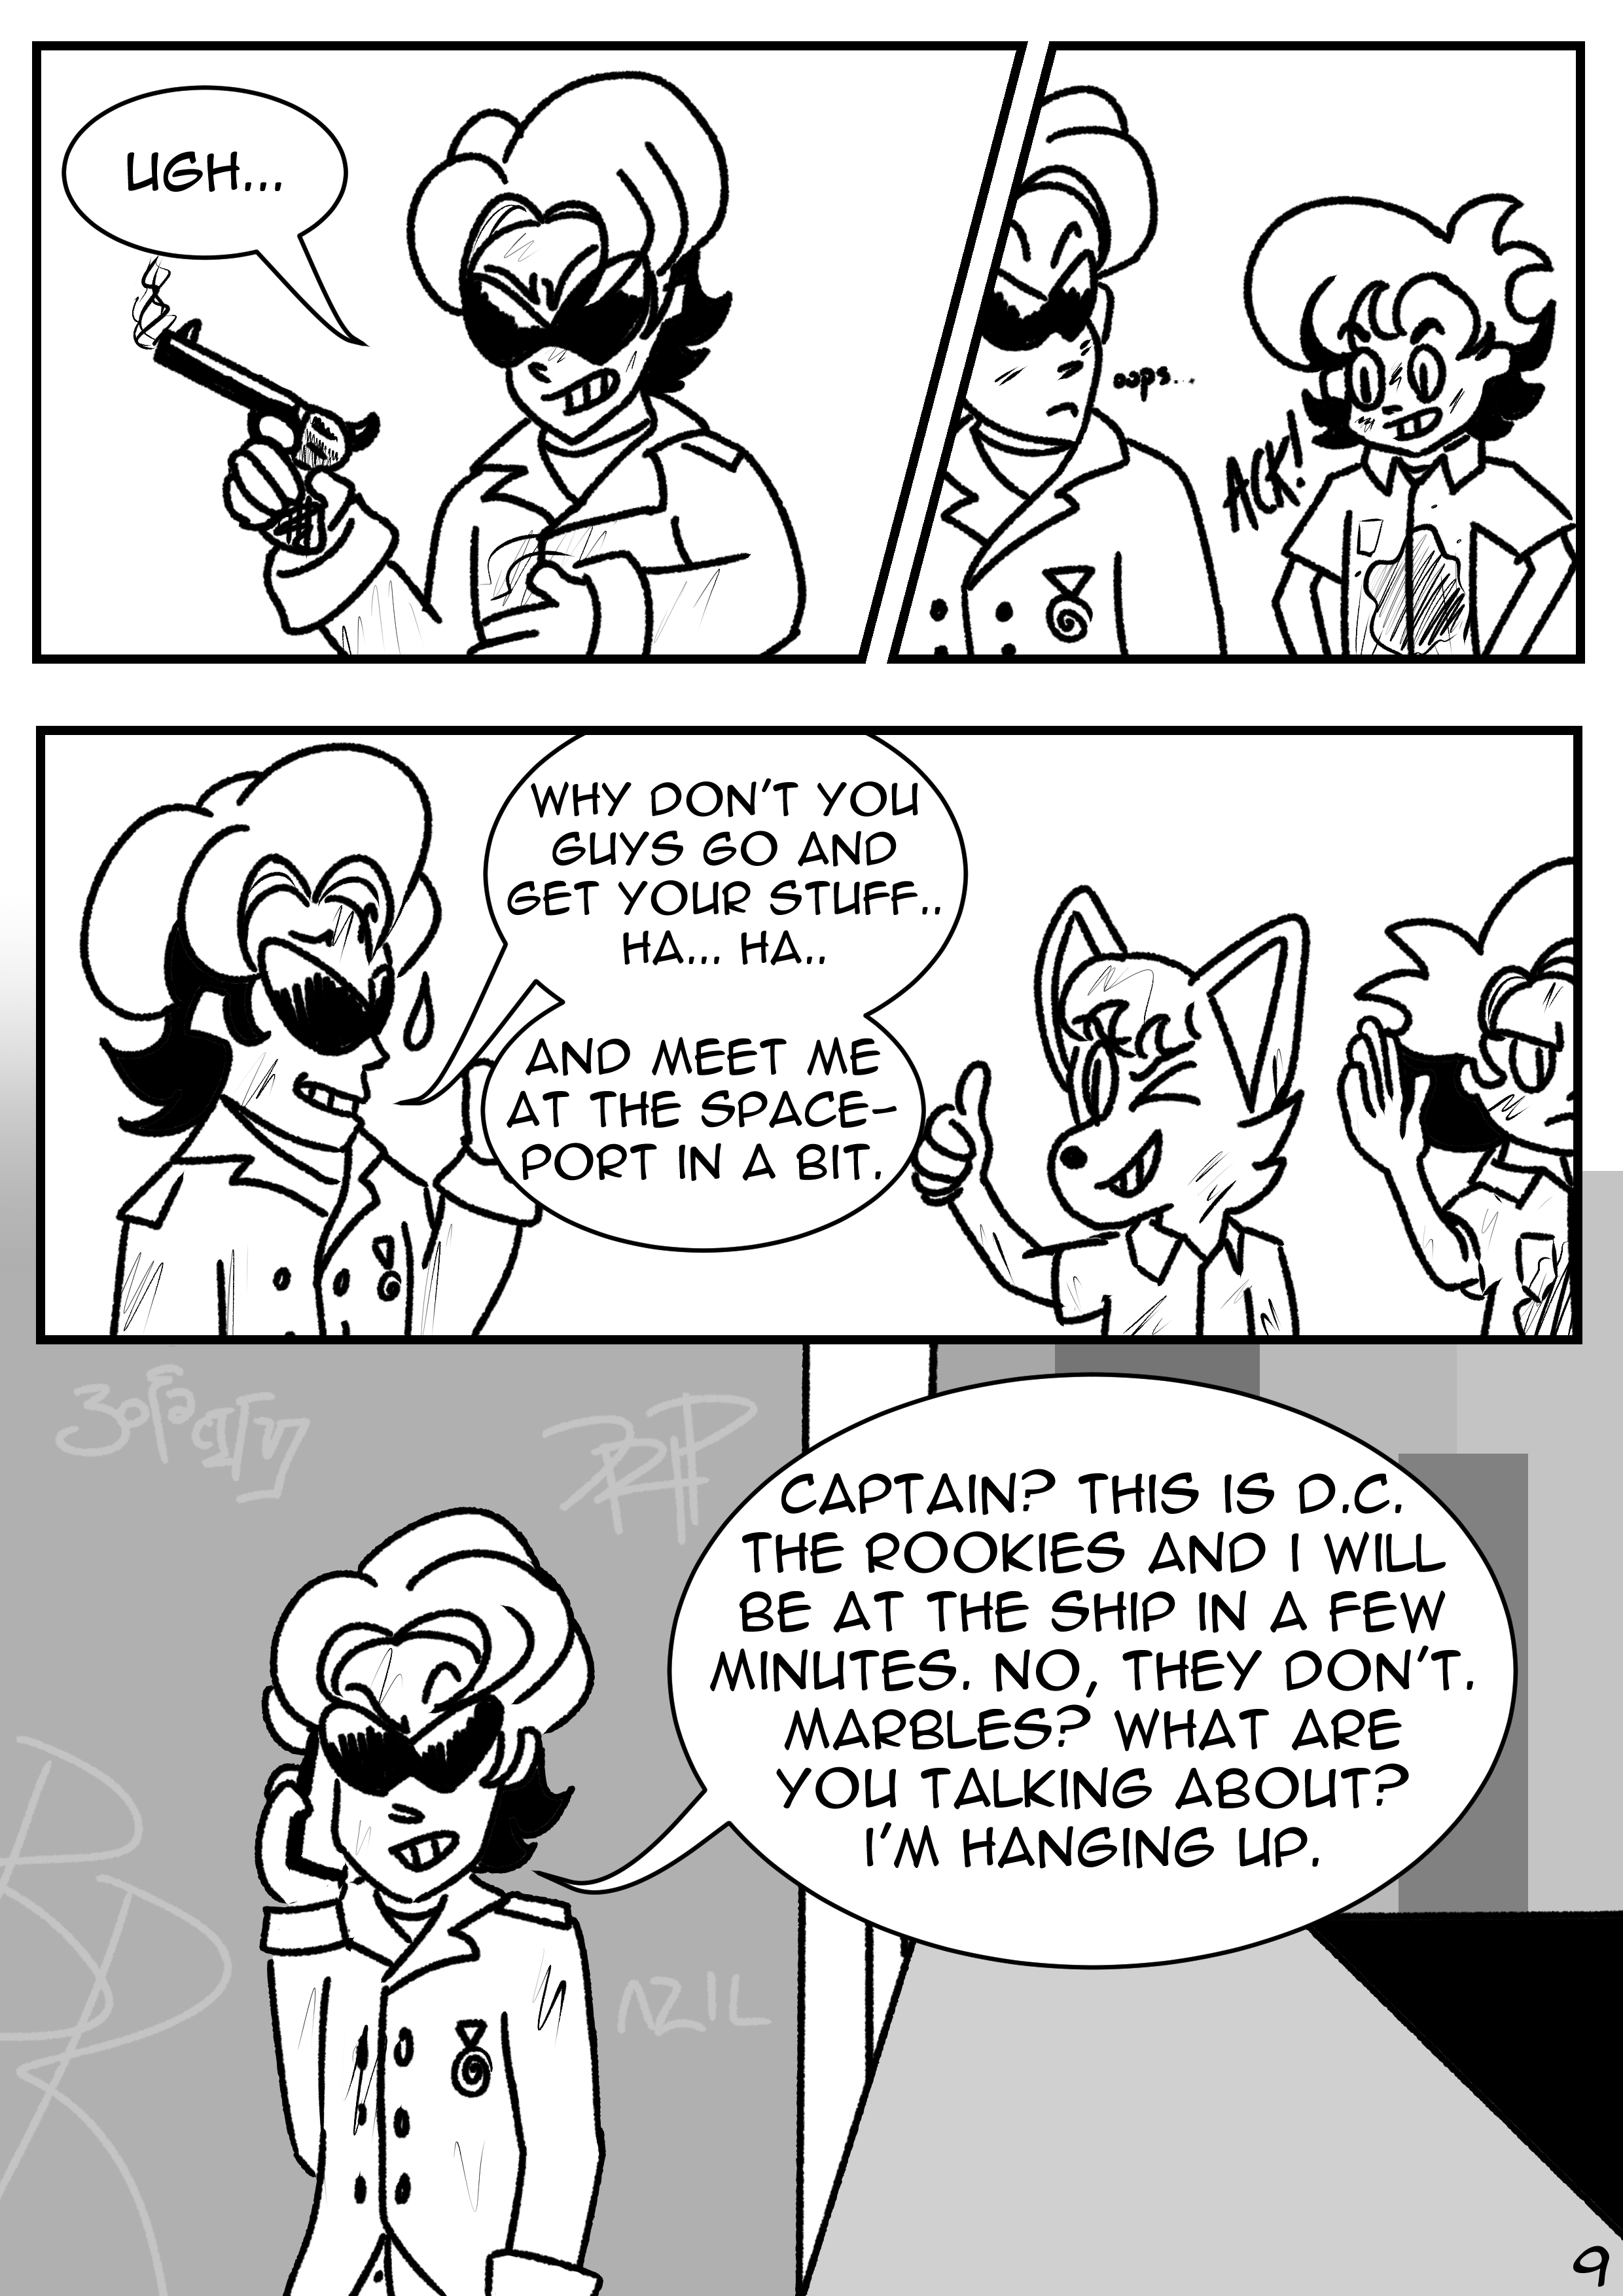 UGH...
oops...
ACK!
WHY DON'T YOU
GUYS GO AND
GET YOUR STUFF..
HA... HA..
AND MEET ME
AT THE SPACE-
PORT IN A BIT.
CAPTAIN? THIS IS D.C.
THE ROOKIES AND I WILL
BE AT THE SHIP IN A FEW
MINUTES. NO, THEY DON'T.
MARBLES? WHAT ARE
YOU TALKING ABOUT?
I'M HANGING UP.
9